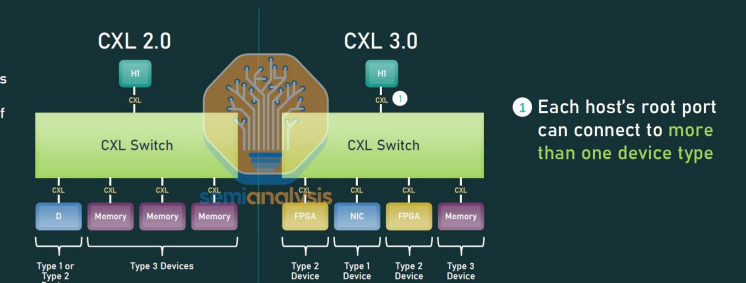 s
of
CXL 2.0
H1
CXL
CXL Switch
CXL CXL CXL CXL
D Memory Memory Memory
Type 1 or
Type 2
Type 3 Devices
CXL 3.0
H1
CXL 1
CXL Switch
CXL CXL CXL CXL
FPGA NIC FPGA Memory
Type 2
Device
Type 1
Device
Type 2
Device
Type 3
Device
semianalysis
1 Each host's root port
can connect to more
than one device type